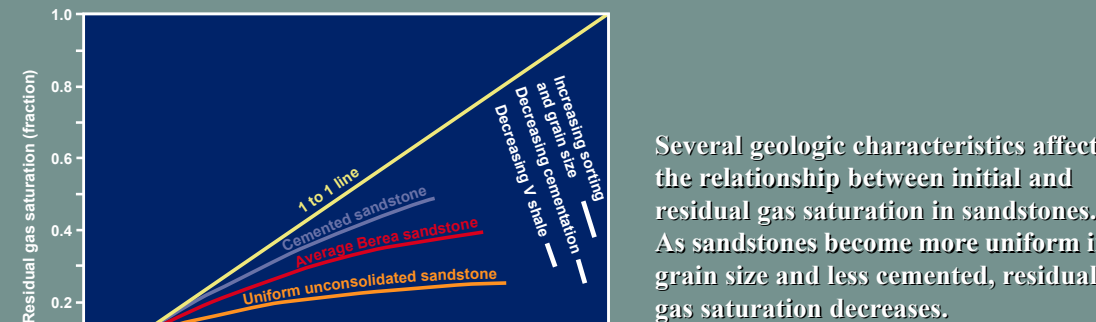 1.0
0.8
0.6
0.4
0.2
Residual gas saturation (fraction)
1 to 1 line
Cemented sandstone
Average Berea sandstone
Uniform unconsolidated sandstone
Increasing sorting
and grain size
Decreasing cementation
Decreasing V shale
Several geologic characteristics affect
the relationship between initial and
residual gas saturation in sandstones.
As sandstones become more uniform i
grain size and less cemented, residual
gas saturation decreases.